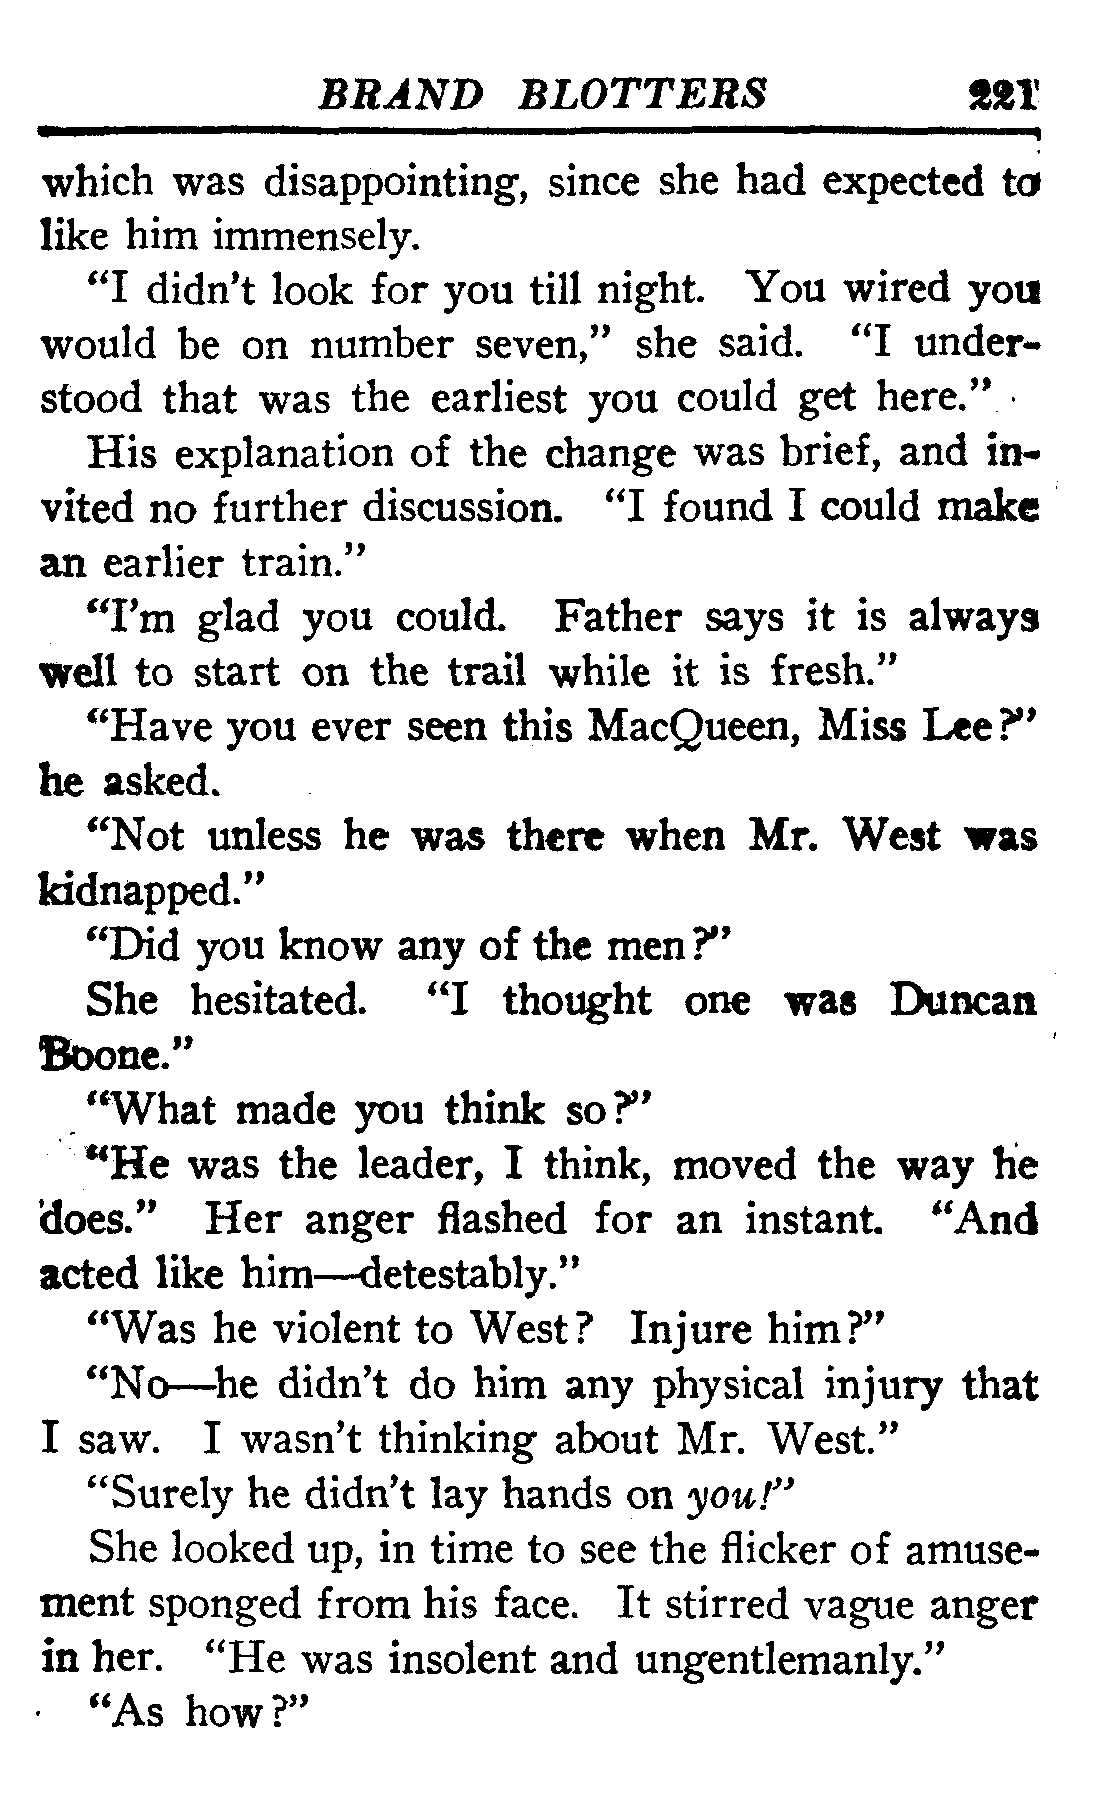 BRAND BLOTTERS 221
which was disappointing, since she had expected to
like him immensely.
“I didn’t look for you till night. You wired you
would be on number seven,” she said. “I under-
stood that was the earliest you could get here.”
His explanation of the change was brief, and in-
vited no further discussion. “I found I could make
an earlier train.”
“I’m glad you could. Father says it is always
well to start on the trail while it is fresh.”
“Have you ever seen this MacQueen, Miss Lee?”
he asked.
“Not unless he was there when Mr. West was
kidnapped.”
“Did you know any of the men?”
She hesitated. “I thought one was Duncan
Boone.”
“What made you think so?”
“He was the leader, I think, moved the way he
does.” Her anger flashed for an instant. “And
acted like him—detestably.”
“Was he violent to West? Injure him?”
“No—he didn’t do him any physical injury that
I saw. I wasn’t thinking about Mr. West.”
“Surely he didn’t lay hands on you!”
She looked up, in time to see the flicker of amuse-
ment sponged from his face. It stirred vague anger
in her. “He was insolent and ungentlemanly.”
“As how?”